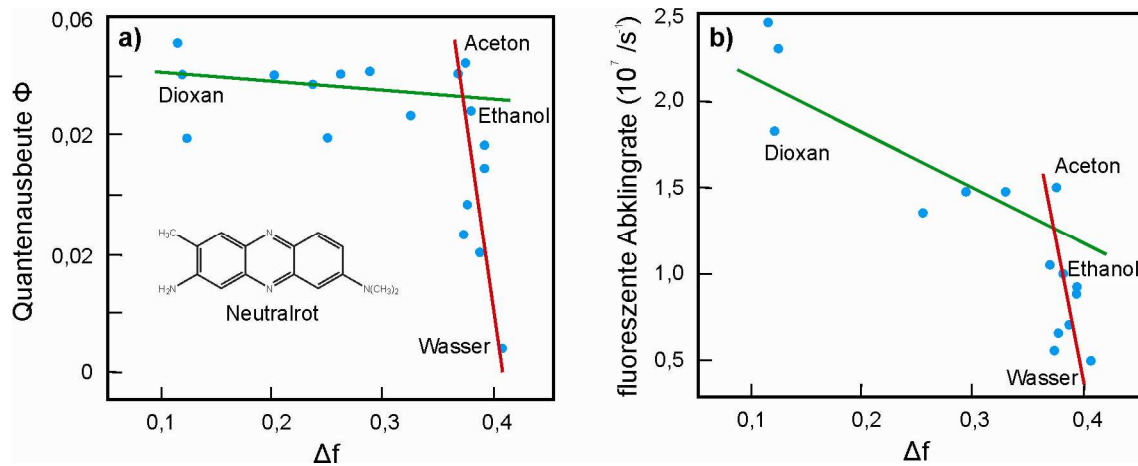 a)
Quantenausbeute Φ
0,06
0,02
0,02
0
Aceton
Dioxan
Ethanol
H₃C
N
N
H₂N
N(CH₃)₂
Neutralrot
Wasser
0,1
0,2
0,3
0,4
Δf
b)
fluoreszente Abklingrate (10⁷ /s⁻¹)
2,5
2,0
1,5
1,0
0,5
Dioxan
Aceton
Ethanol
Wasser
0,1
0,2
0,3
0,4
Δf